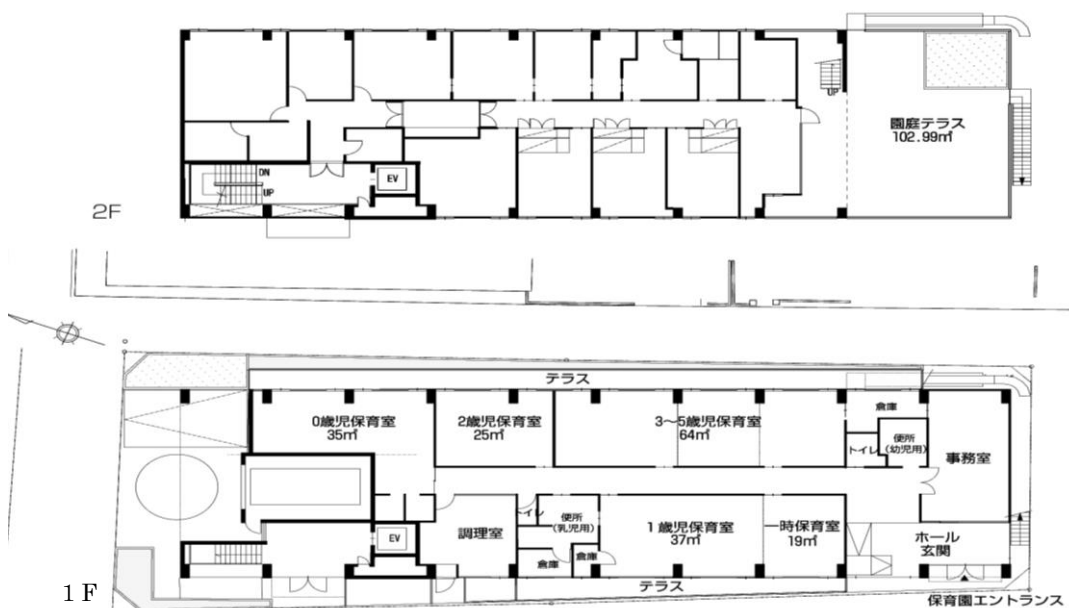 園庭テラス
102.99㎡
UP
EV
DN
UP
2F
テラス
0歳児保育室
35㎡
2歳児保育室
25㎡
3～5歳児保育室
64㎡
倉庫
トイレ
便所
(幼児用)
事務室
EV
調理室
トイレ
便所
(乳児用)
倉庫
倉庫
1歳児保育室
37㎡
一時保育室
19㎡
ホール
玄関
テラス
1F
保育園エントランス